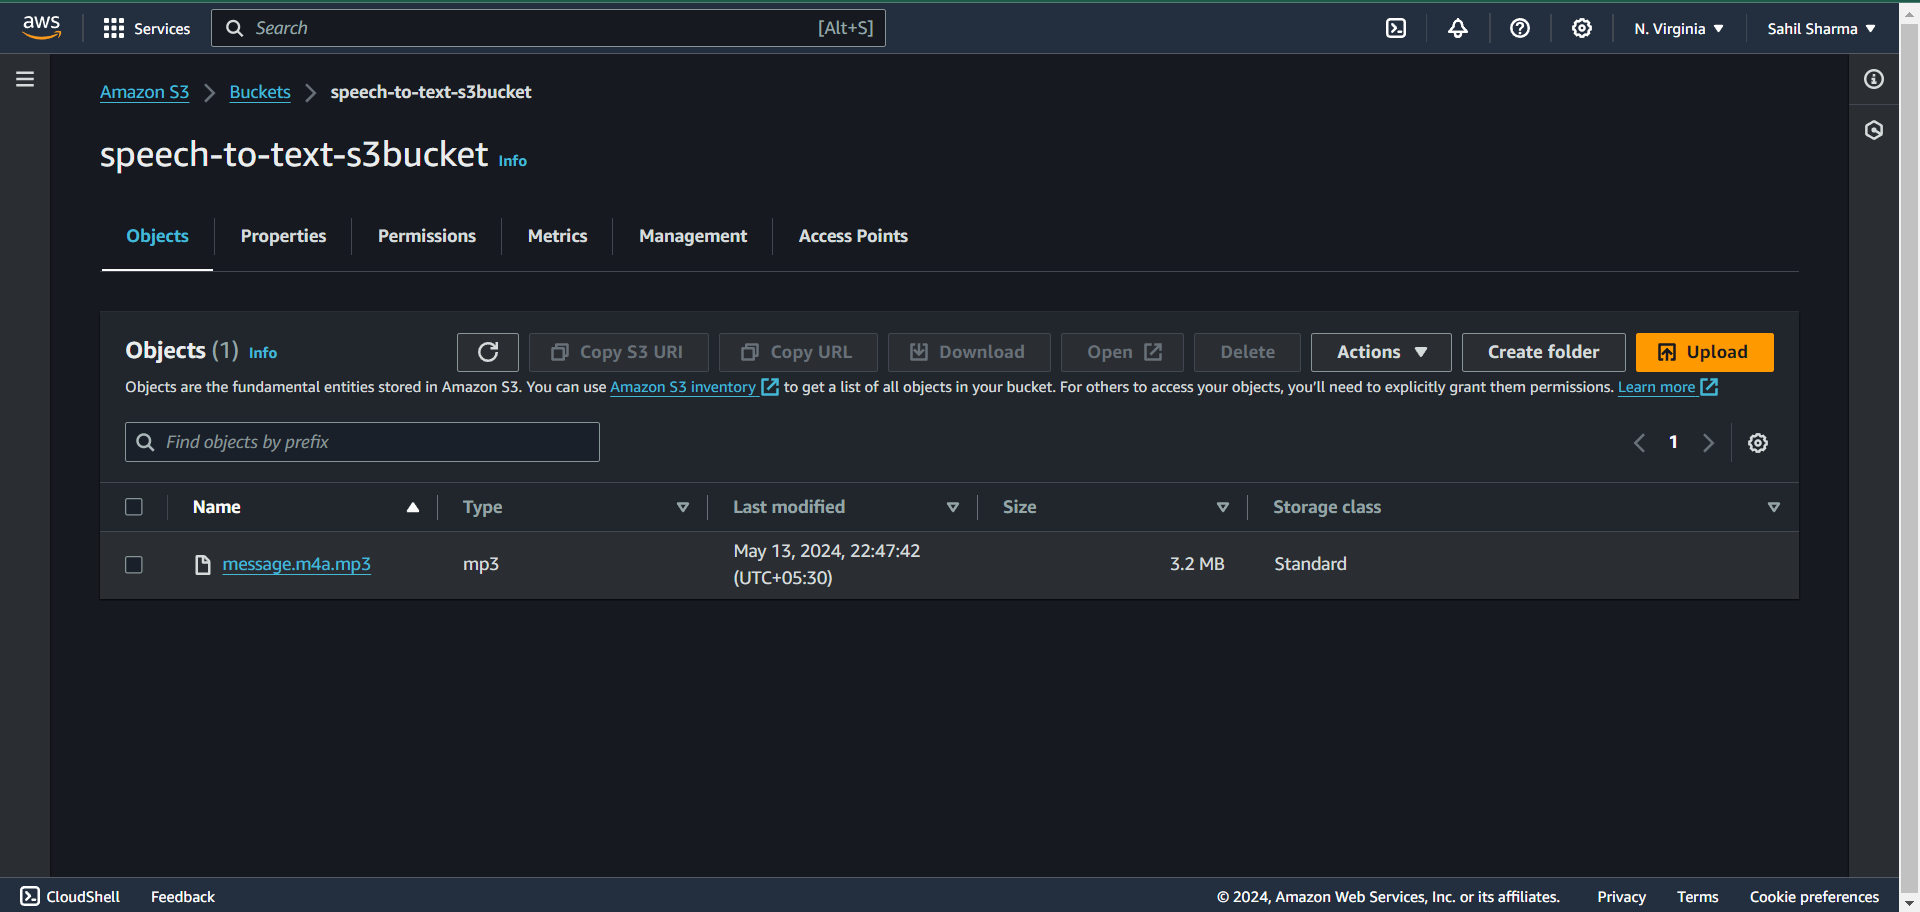 aws Services Search [Alt+S] N. Virginia Sahil Sharma
Amazon S3 Buckets speech-to-text-s3bucket
speech-to-text-s3bucket Info
Objects Properties Permissions Metrics Management Access Points
Objects (1) Info Copy S3 URI Copy URL Download Open Delete Actions Create folder Upload
Objects are the fundamental entities stored in Amazon S3. You can use Amazon S3 inventory to get a list of all objects in your bucket. For others to access your objects, you’ll need to explicitly grant them permissions. Learn more
Find objects by prefix 1
Name Type Last modified Size Storage class
message.m4a.mp3 mp3 May 13, 2024, 22:47:42 (UTC+05:30) 3.2 MB Standard
CloudShell Feedback © 2024, Amazon Web Services, Inc. or its affiliates. Privacy Terms Cookie preferences